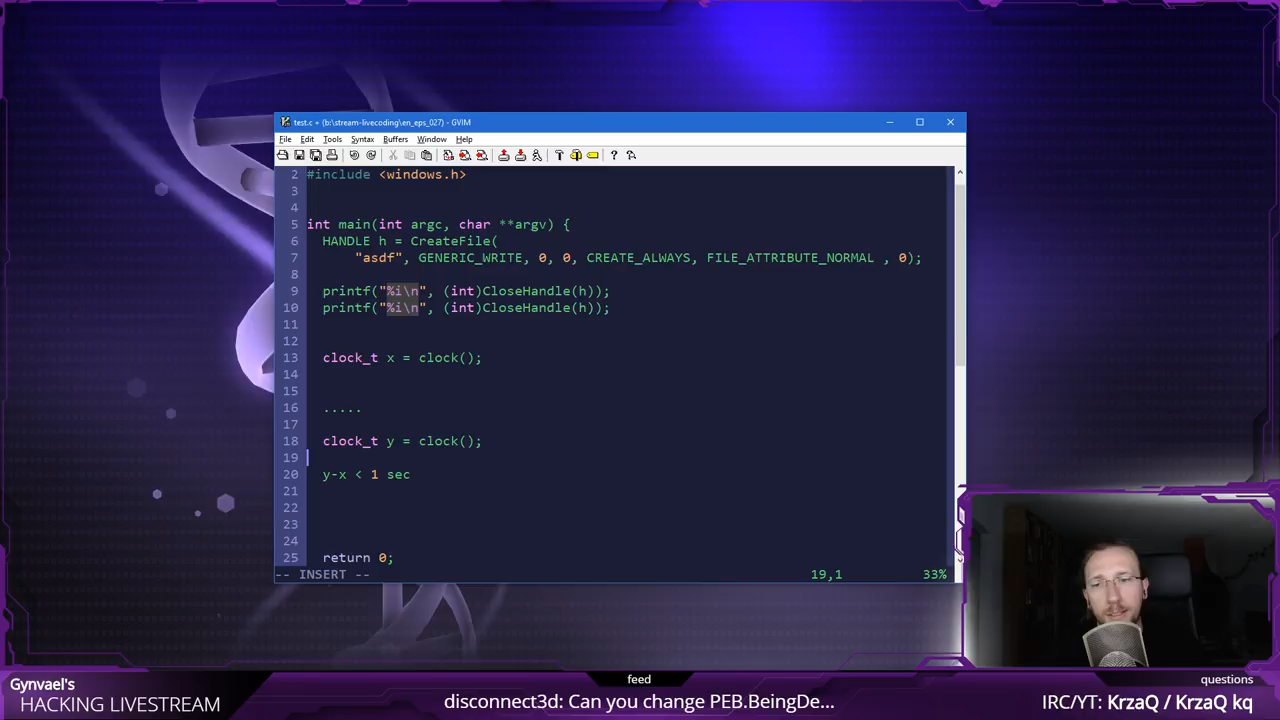 test.c + (b:\stream-livecoding\en_eps_027) - GVIM
File Edit Tools Syntax Buffers Window Help
2 #include <windows.h>
3
4
5 int main(int argc, char **argv) {
6 HANDLE h = CreateFile(
7 "asdf", GENERIC_WRITE, 0, 0, CREATE_ALWAYS, FILE_ATTRIBUTE_NORMAL , 0);
8
9 printf("%i\n", (int)CloseHandle(h));
10 printf("%i\n", (int)CloseHandle(h));
11
12
13 clock_t x = clock();
14
15
16 .....
17
18 clock_t y = clock();
19
20 y-x < 1 sec
21
22
23
24
25 return 0;
-- INSERT -- 19,1 33%
Gynvael's
HACKING LIVESTREAM
feed
disconnect3d: Can you change PEB.BeingDe...
questions
IRC/YT: KrzaQ / KrzaQ kq